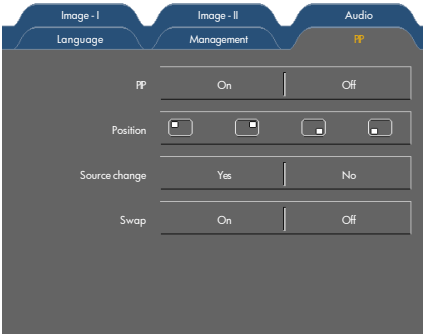 Image - I Image - II Audio
Language Management PIP
PIP On Off
Position
Source change Yes No
Swap On Off